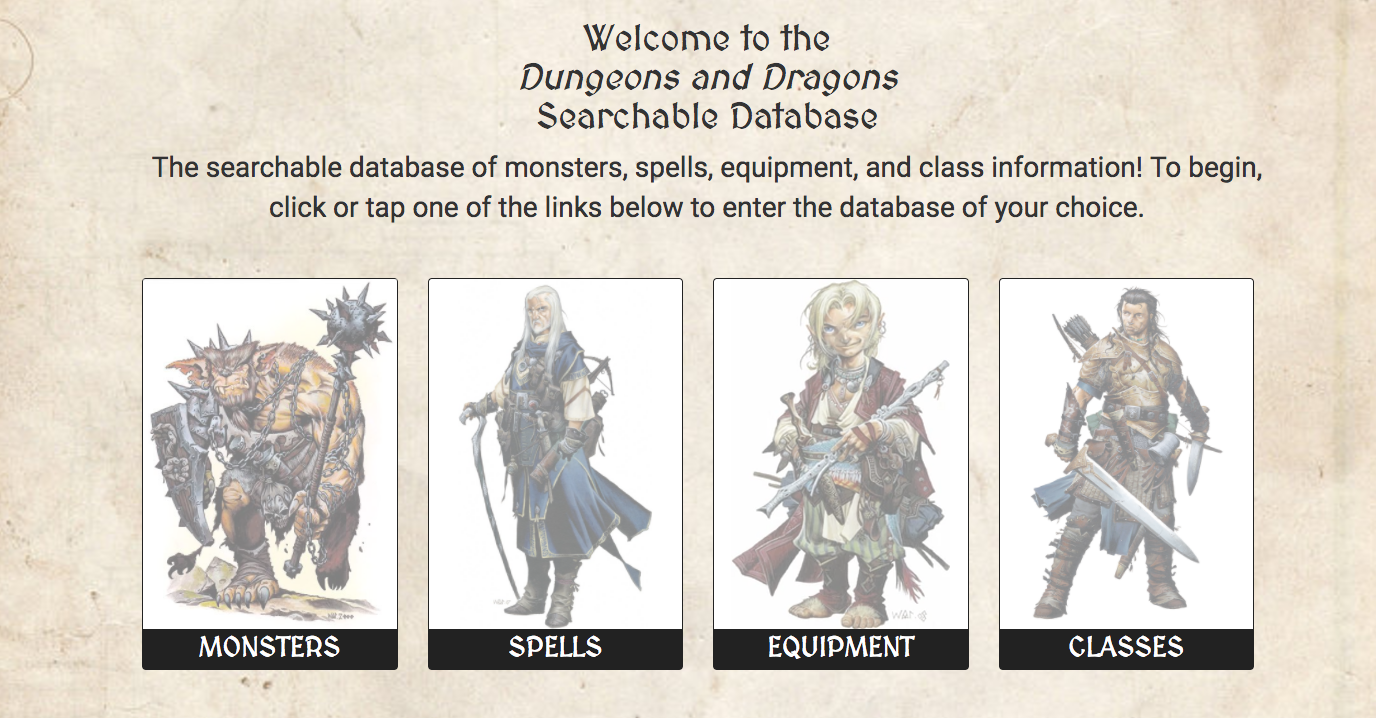 Welcome to the
Dungeons and Dragons
Searchable Database
The searchable database of monsters, spells, equipment, and class information! To begin,
click or tap one of the links below to enter the database of your choice.
MONSTERS
SPELLS
EQUIPMENT
CLASSES